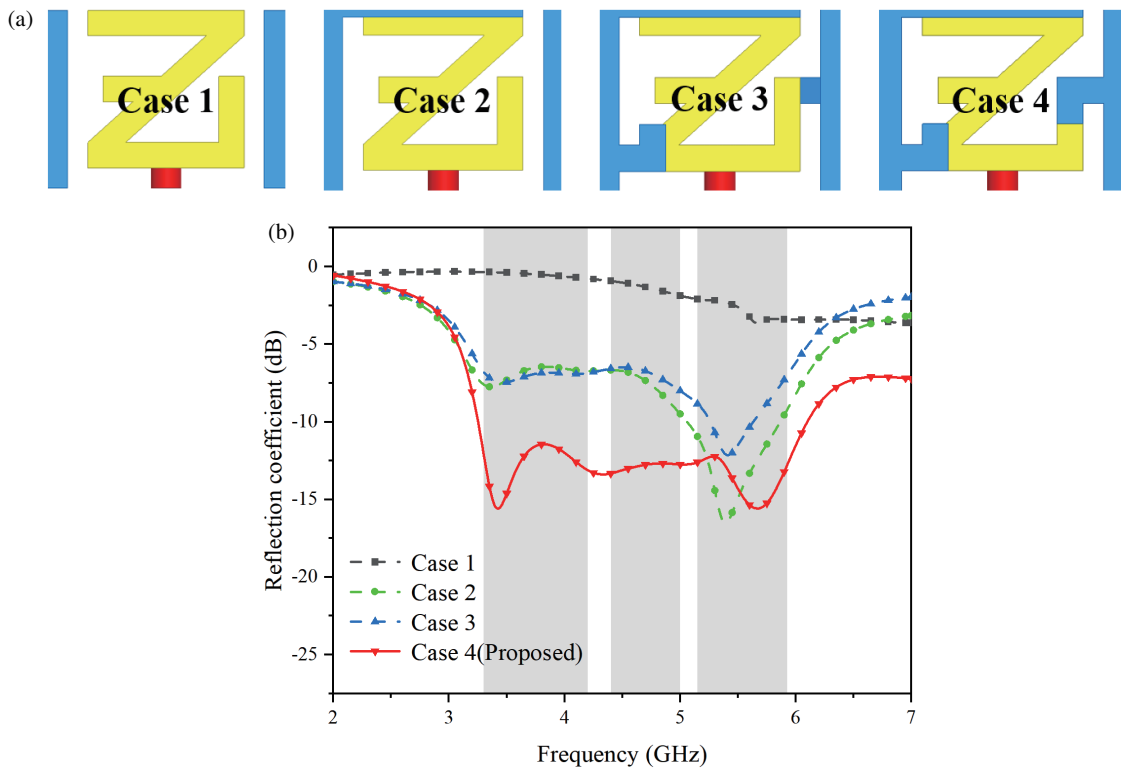 (a)
Case 1
Case 2
Case 3
Case 4
(b)
0
-5
-10
-15
-20
-25
Reflection coefficient (dB)
Case 1
Case 2
Case 3
Case 4(Proposed)
2
3
4
5
6
7
Frequency (GHz)